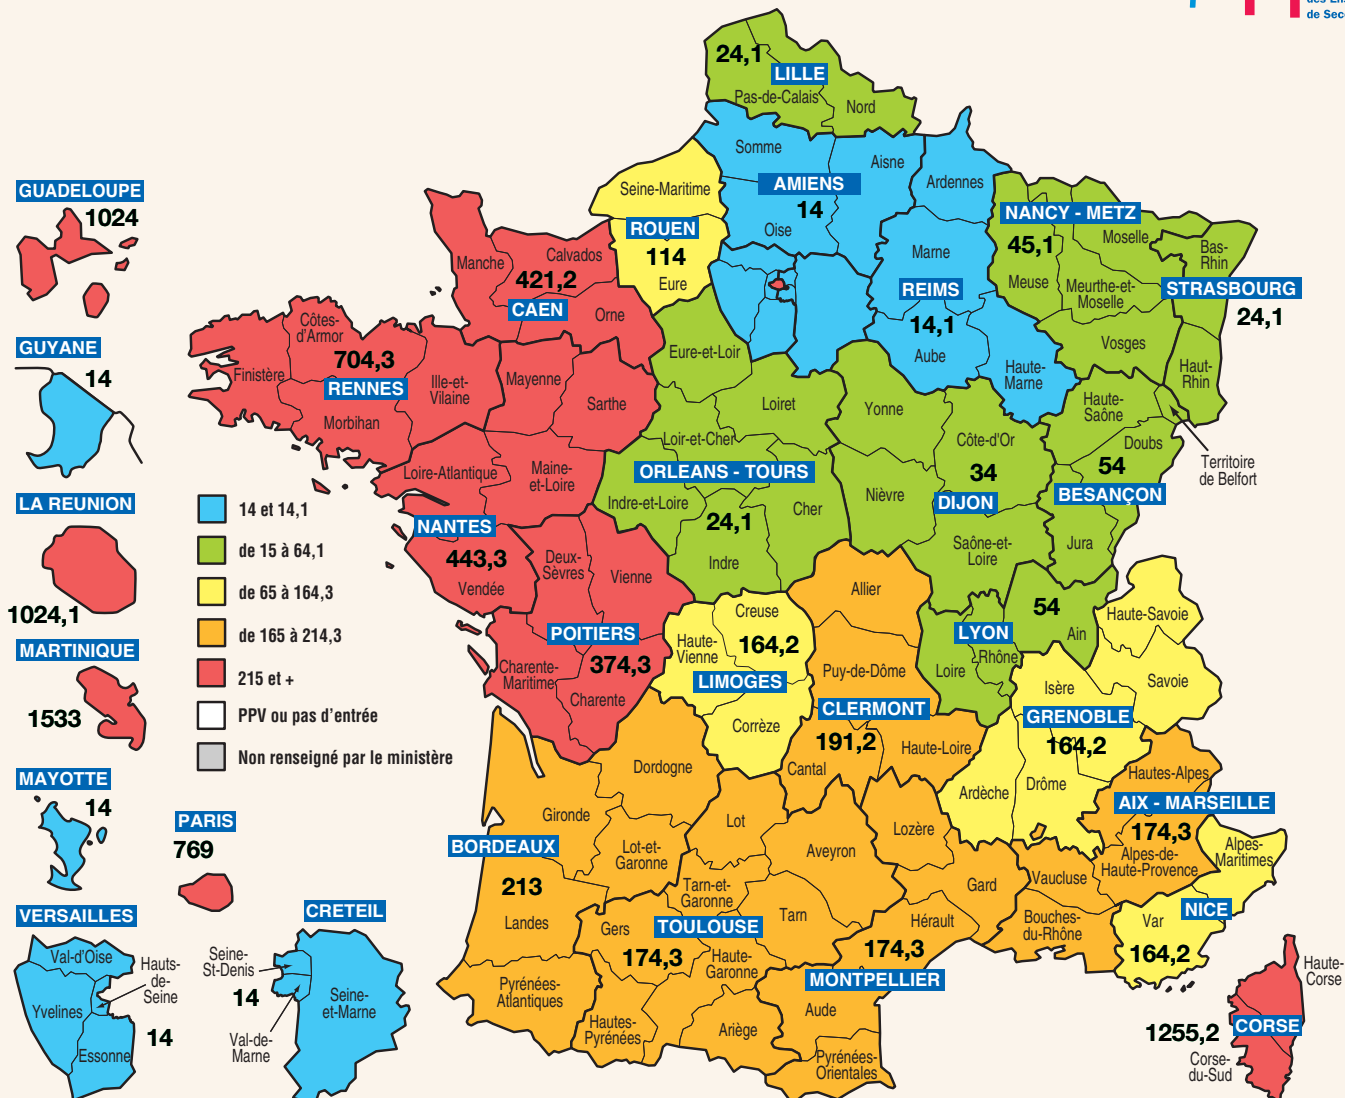 des En
de Sec
24,1
LILLE
Pas-de-Calais
Nord
Somme
Aisne
Ardennes
AMIENS
14
Oise
Seine-Maritime
ROUEN
114
Eure
GUADELOUPE
1024
NANCY - METZ
45,1
Moselle
Meuse
Meurthe-et-
Moselle
Vosges
Bas-
Rhin
STRASBOURG
24,1
Haut-
Rhin
Marne
REIMS
14,1
Aube
Haute-
Marne
Manche
Calvados
421,2
CAEN
Orne
Côtes-
d'Armor
704,3
Finistère
RENNES
Ille-et-
Vilaine
Morbihan
GUYANE
14
Mayenne
Sarthe
Eure-et-Loir
Loiret
Loir-et-Cher
ORLEANS - TOURS
Indre-et-Loire
24,1
Cher
Indre
Yonne
Côte-d'Or
34
Nièvre
DIJON
Saône-et-
Loire
Haute-
Saône
Doubs
54
BESANÇON
Jura
Territoire
de Belfort
LA REUNION
1024,1
Loire-Atlantique
Maine-
et-Loire
NANTES
443,3
Vendée
14 et 14,1
de 15 à 64,1
de 65 à 164,3
de 165 à 214,3
215 et +
PPV ou pas d'entrée
Non renseigné par le ministère
Deux-
Sèvres
Vienne
POITIERS
374,3
Charente-
Maritime
Charente
MARTINIQUE
1533
Creuse
Haute-
Vienne
164,2
LIMOGES
Corrèze
Allier
Puy-de-Dôme
CLERMONT
191,2
Haute-Loire
Cantal
54
Ain
LYON
Rhône
Loire
Haute-Savoie
Savoie
Isère
GRENOBLE
164,2
Ardèche
Drôme
MAYOTTE
14
PARIS
769
Dordogne
Gironde
BORDEAUX
Lot-et-
Garonne
213
Landes
Pyrénées-
Atlantiques
Lot
Aveyron
Tarn-et-
Garonne
Tarn
Gers
TOULOUSE
174,3
Haute-
Garonne
Hautes-
Pyrénées
Ariège
Lozère
Gard
Hérault
174,3
MONTPELLIER
Aude
Pyrénées-
Orientales
Hautes-Alpes
AIX - MARSEILLE
174,3
Alpes-de-
Haute-Provence
Vaucluse
Bouches-
du-Rhône
Alpes-
Maritimes
NICE
Var
164,2
VERSAILLES
Val-d'Oise
Hauts-
de-
Seine
Yvelines
Essonne
14
CRETEIL
Seine-
St-Denis
14
Seine-
et-Marne
Val-de-
Marne
Haute-
Corse
1255,2
CORSE
Corse-
du-Sud